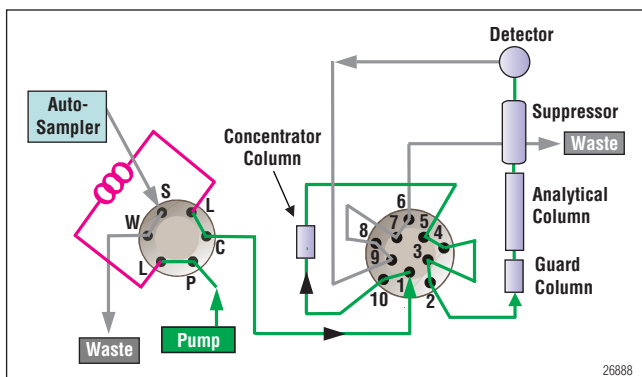 Detector
Auto-
Sampler
Suppressor
Concentrator
Column
Waste
S
L
W
C
L
P
6
7
5
4
8
9
3
10
1
2
Analytical
Column
Guard
Column
Pump
Waste
26888